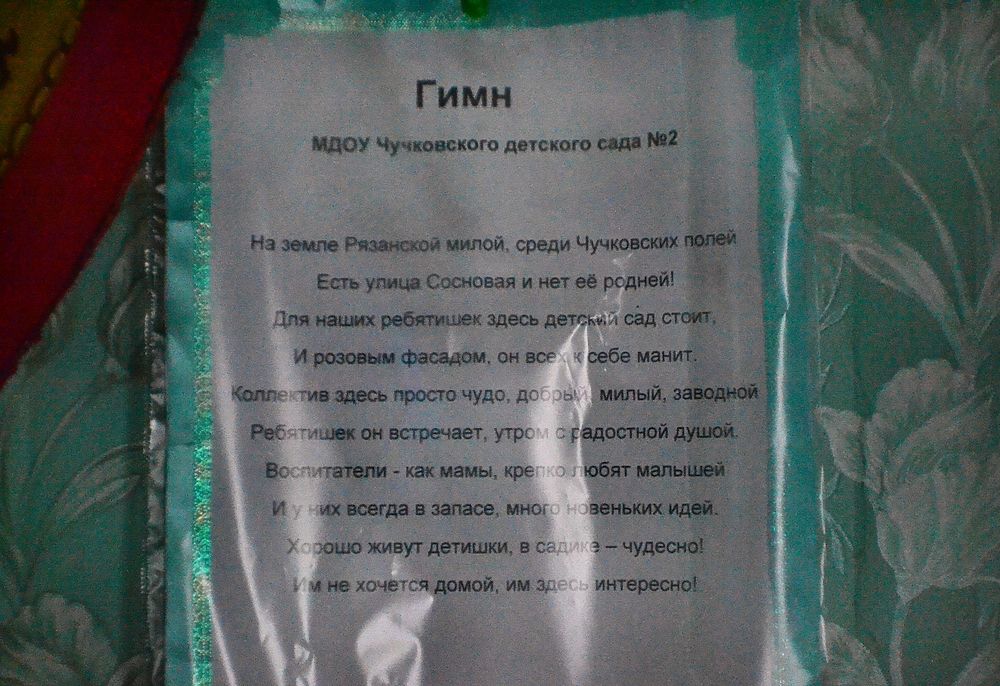 Гимн
МДОУ Чучковского детского сада №2
На земле Рязанской милой, среди Чучковских полей
Есть улица Сосновая и нет её родней!
Для наших ребятишек здесь детский сад стоит,
И розовым фасадом, он всех к себе манит.
Коллектив здесь просто чудо, добрый, милый, заводной
Ребятишек он встречает, утром с радостной душой.
Воспитатели - как мамы, крепко любят малышей
И у них всегда в запасе, много новеньких идей.
Хорошо живут детишки, в садике – чудесно!
Им не хочется домой, им здесь интересно!